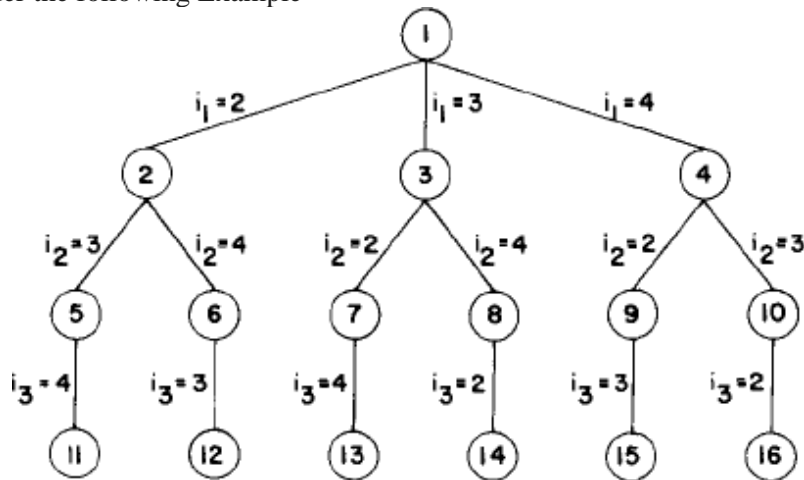 er the following Example
1
i1=2 i1=3 i1=4
2 3 4
i2=3 i2=4 i2=2 i2=4 i2=2 i2=3
5 6 7 8 9 10
i3=4 i3=3 i3=4 i3=2 i3=3 i3=2
11 12 13 14 15 16